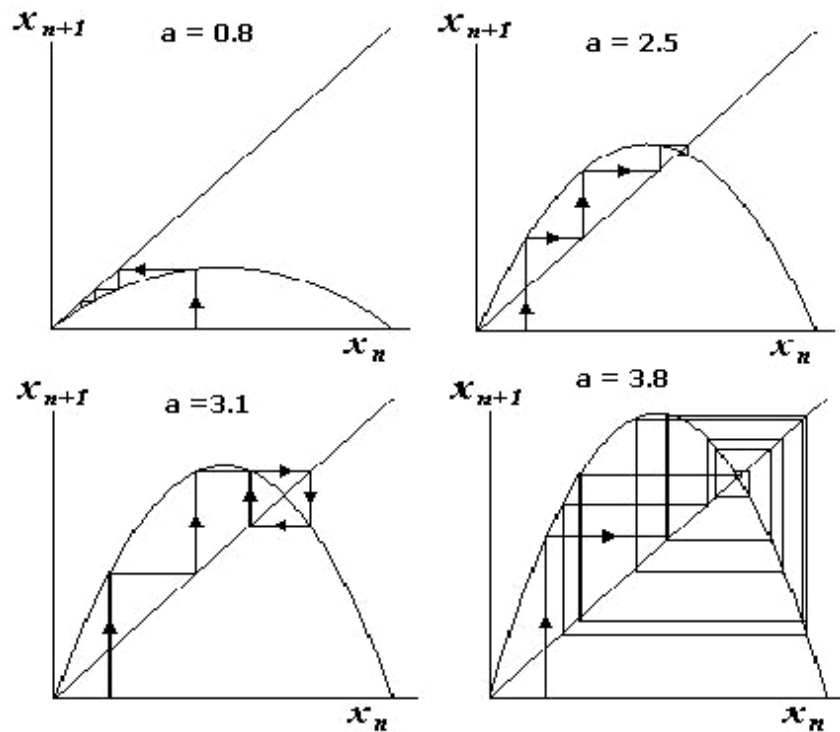 x n+1
a = 0.8
x n
x n+1
a = 2.5
x n
x n+1
a =3.1
x n
x n+1
a = 3.8
x n